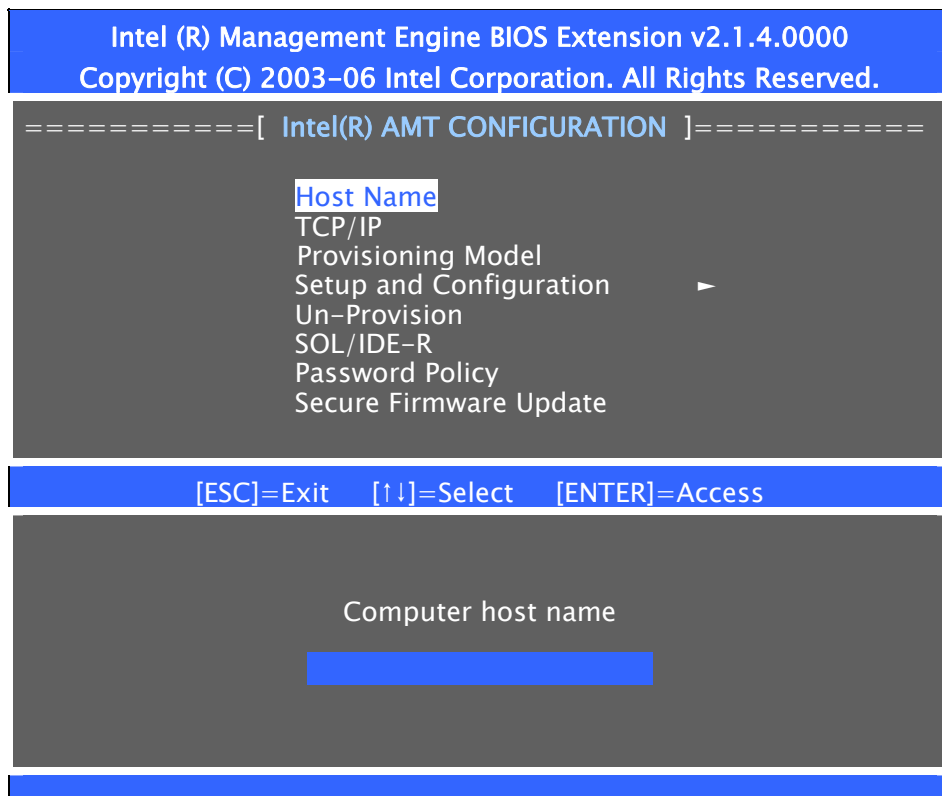 Intel (R) Management Engine BIOS Extension v2.1.4.0000
Copyright (C) 2003-06 Intel Corporation. All Rights Reserved.
===========[ Intel(R) AMT CONFIGURATION ]===========
Host Name
TCP/IP
Provisioning Model
Setup and Configuration ►
Un-Provision
SOL/IDE-R
Password Policy
Secure Firmware Update
[ESC]=Exit [↑↓]=Select [ENTER]=Access
Computer host name